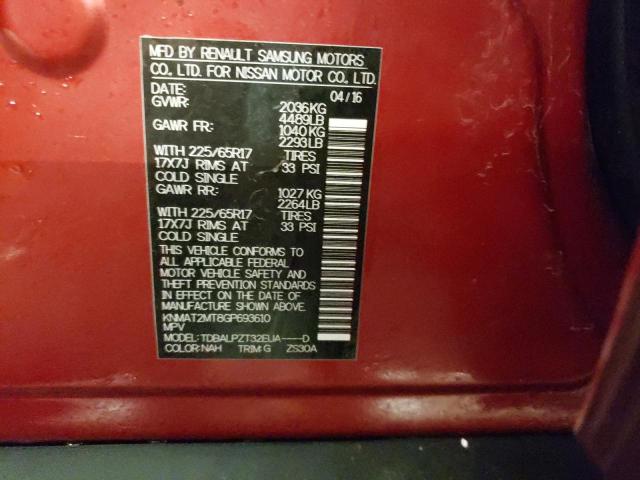 MFD BY RENAULT SAMSUNG MOTORS
CO., LTD. FOR NISSAN MOTOR CO., LTD.
DATE: 04/16
GVWR: 2036KG
4489LB
GAWR FR: 1040KG
2293LB
WITH 225/65R17 TIRES
17X7J RIMS AT 33 PSI
COLD SINGLE
GAWR RR: 1027KG
2264LB
WITH 225/65R17 TIRES
17X7J RIMS AT 33 PSI
COLD SINGLE
THIS VEHICLE CONFORMS TO
ALL APPLICABLE FEDERAL
MOTOR VEHICLE SAFETY AND
THEFT PREVENTION STANDARDS
IN EFFECT ON THE DATE OF
MANUFACTURE SHOWN ABOVE.
KNMAT2MT8GP693610
MPV
MODEL: TDBALPZT32EUA----D
COLOR:NAH TRIM:G ZS30A